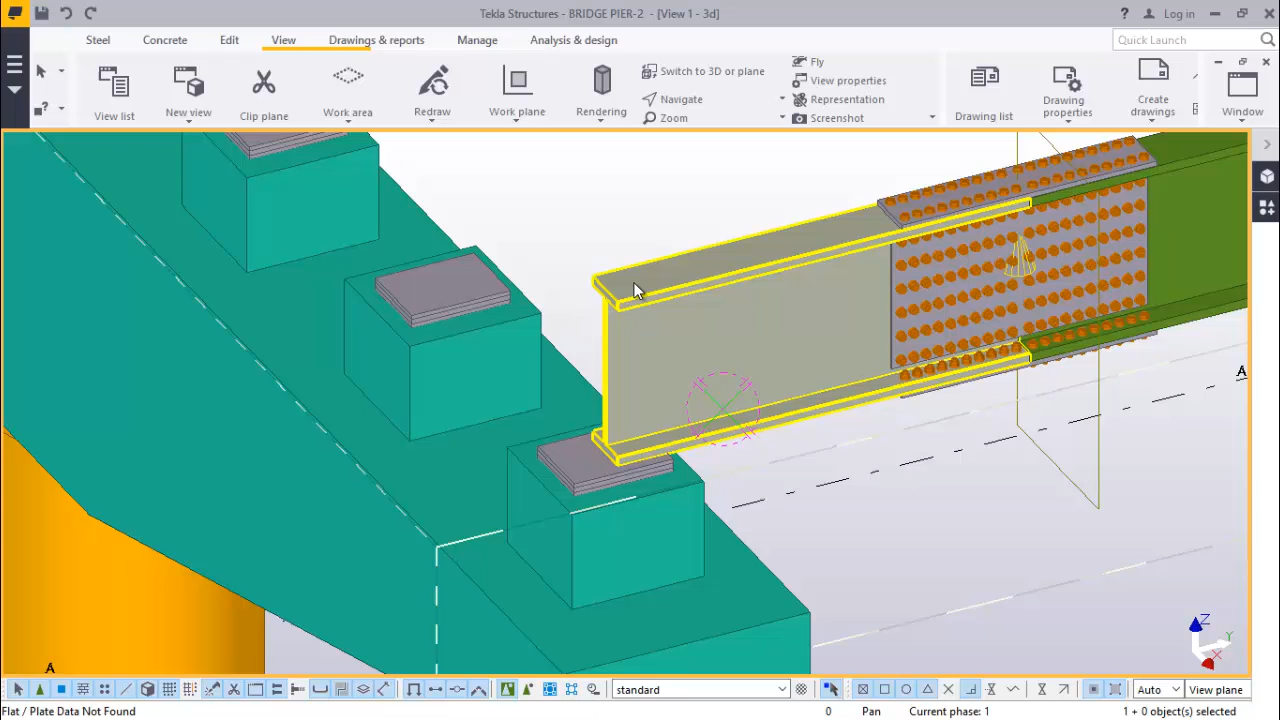 Tekla Structures - BRIDGE PIER-2 - [View 1 - 3d]
? Log in
Steel Concrete Edit View Drawings & reports Manage Analysis & design
Quick Launch
View list
New view
Clip plane
Work area
Redraw
Work plane
Rendering
Switch to 3D or plane
Navigate
Zoom
Fly
View properties
Representation
Screenshot
Drawing list
Drawing properties
Create drawings
Window
A
A
Z
Y
X
standard
Auto
View plane
Flat / Plate Data Not Found
0 Pan Current phase: 1 1 + 0 object(s) selected